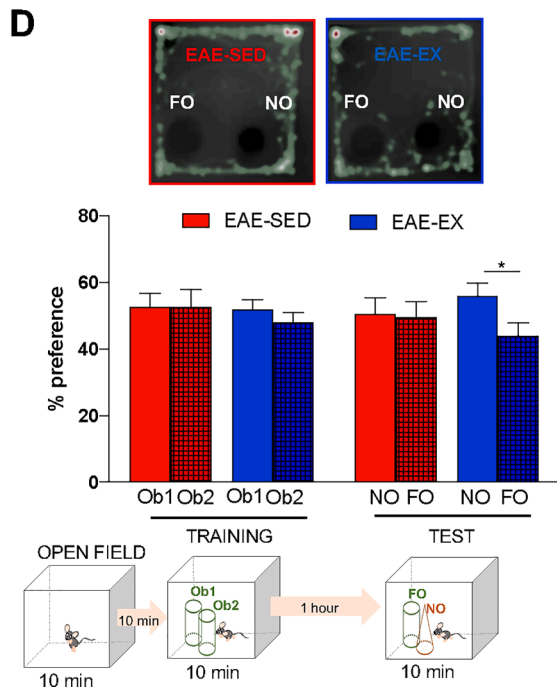 D
EAE-SED
EAE-EX
FO NO
FO NO
EAE-SED EAE-EX
80
60
40
20
0
% preference
*
Ob1 Ob2 Ob1 Ob2 NO FO NO FO
TRAINING TEST
OPEN FIELD
10 min
Ob1
Ob2
1 hour
FO
NO
10 min
10 min
10 min